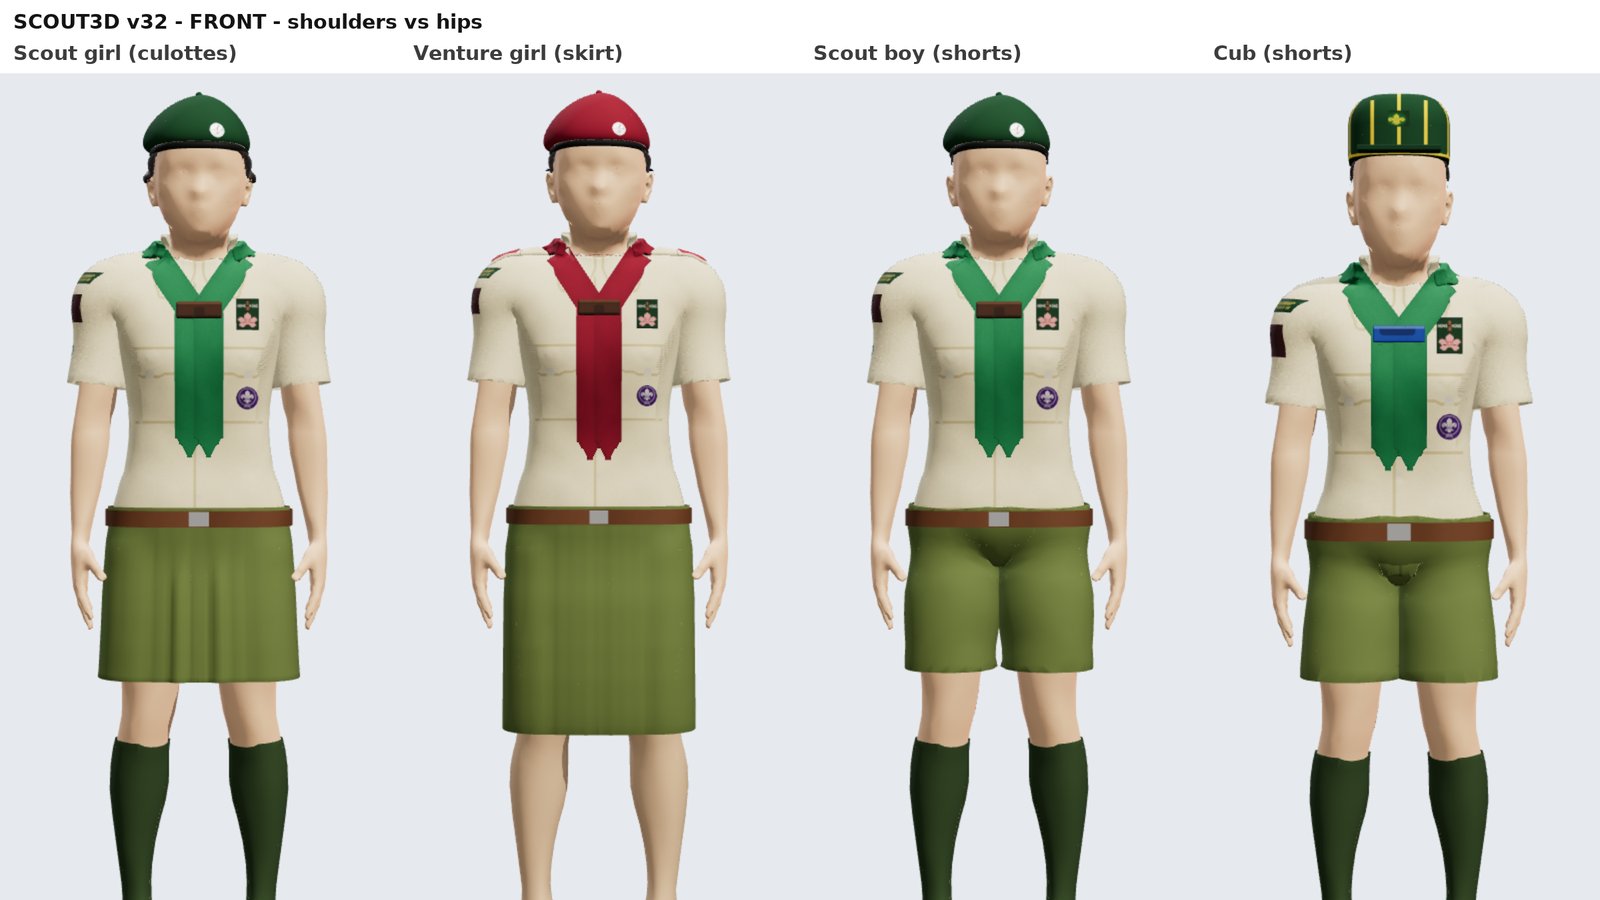 SCOUT3D v32 - FRONT - shoulders vs hips
Scout girl (culottes)
Venture girl (skirt)
Scout boy (shorts)
Cub (shorts)